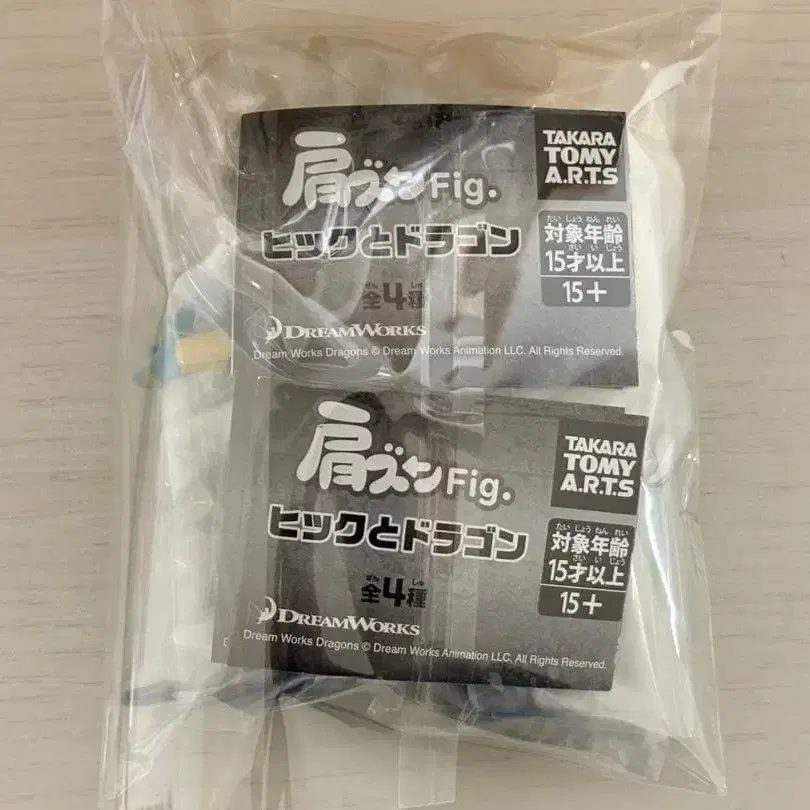 肩ズンFig.
ヒックとドラゴン
全4種
DREAMWORKS
Dream Works Dragons © Dream Works Animation LLC. All Rights Reserved.
TAKARA
TOMY
A.R.T.S
たいしょうねんれい
対象年齢
さいいじょう
15才以上
15+
肩ズンFig.
ヒックとドラゴン
ぜん しゅ
全4種
DREAMWORKS
Dream Works Dragons © Dream Works Animation LLC. All Rights Reserved.
TAKARA
TOMY
A.R.T.S
たいしょうねんれい
対象年齢
さいいじょう
15才以上
15+